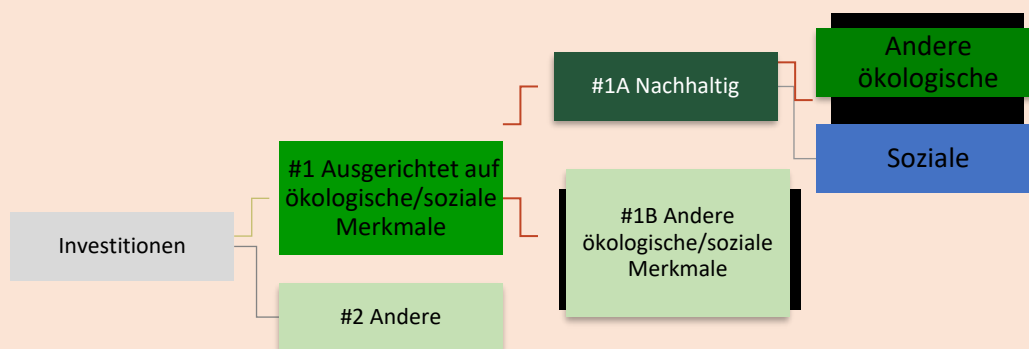 Andere
ökologische
#1A Nachhaltig
Soziale
#1 Ausgerichtet auf
ökologische/soziale
Merkmale
#1B Andere
ökologische/soziale
Merkmale
Investitionen
#2 Andere